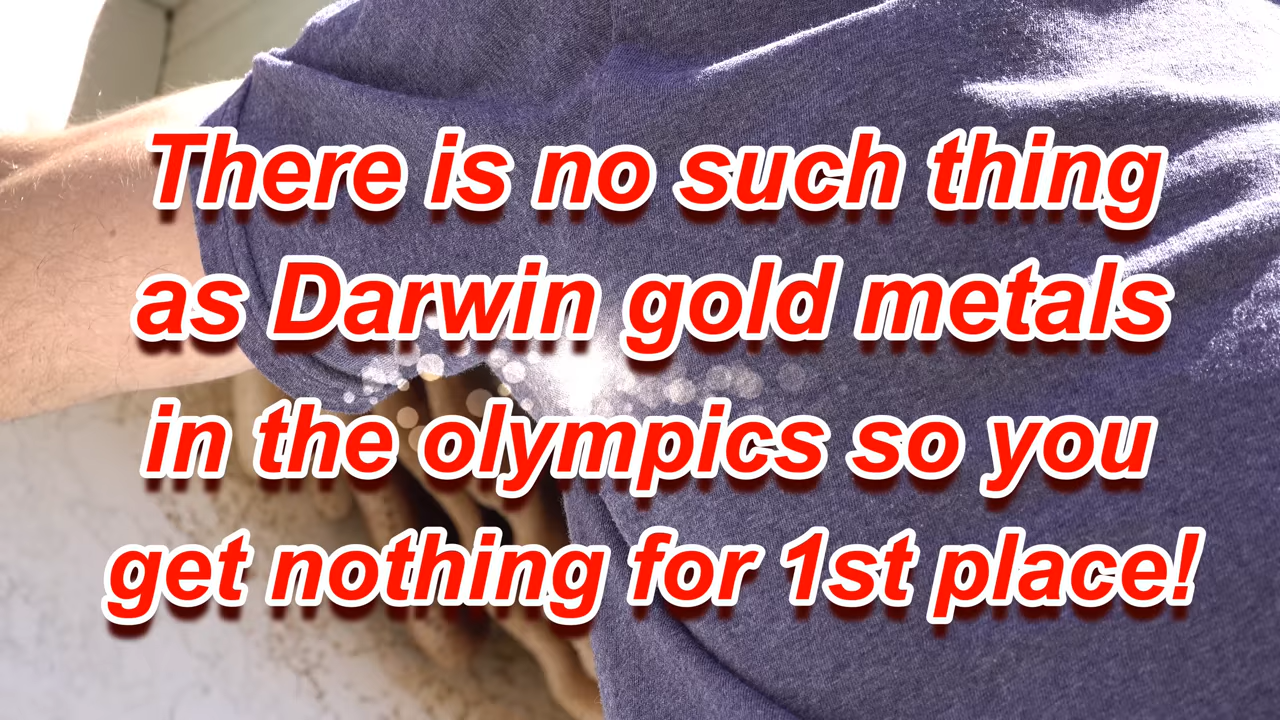 There is no such thing
as Darwin gold metals
in the olympics so you
get nothing for 1st place!